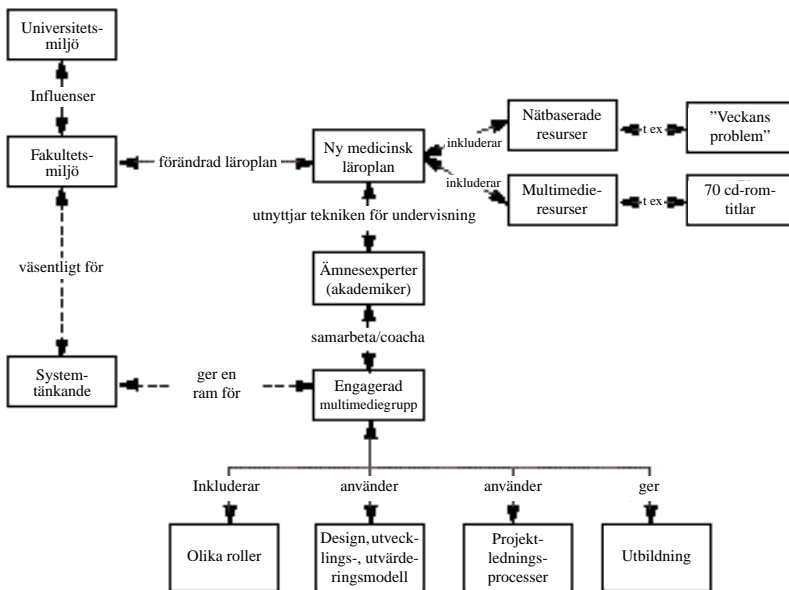 Universitets-
miljö
Influenser
Fakultets-
miljö
förändrad läroplan
Ny medicinsk
läroplan
inkluderar
Nätbaserade
resurser
t ex
”Veckans
problem”
inkluderar
Multimedie-
resurser
t ex
70 cd-rom-
titlar
utnyttjar tekniken för undervisning
väsentligt för
Ämnesexperter
(akademiker)
samarbeta/coacha
System-
tänkande
ger en
ram för
Engagerad
multimediegrupp
Inkluderar
använder
använder
ger
Olika roller
Design, utveck-
lings-, utvärde-
ringsmodell
Projekt-
lednings-
processer
Utbildning